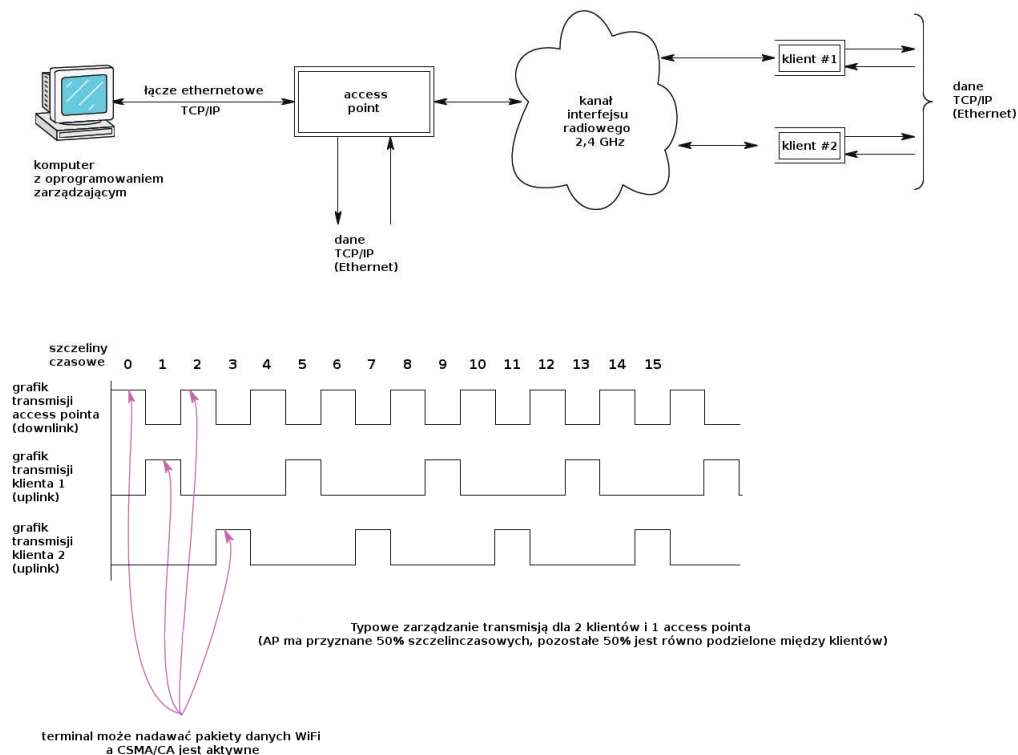 łącze ethernetowe
TCP/IP
access
point
kanał
interfejsu
radiowego
2,4 GHz
klient #1
klient #2
dane
TCP/IP
(Ethernet)
komputer
z oprogramowaniem
zarządzającym
dane
TCP/IP
(Ethernet)
szczeliny
czasowe
0 1 2 3 4 5 6 7 8 9 10 11 12 13 14 15
grafik
transmisji
access pointa
(downlink)
grafik
transmisji
klienta 1
(uplink)
grafik
transmisji
klienta 2
(uplink)
Typowe zarządzanie transmisją dla 2 klientów i 1 access pointa
(AP ma przyznane 50% szczelinczasowych, pozostałe 50% jest równo podzielone między klientów)
terminal może nadawać pakiety danych WiFi
a CSMA/CA jest aktywne